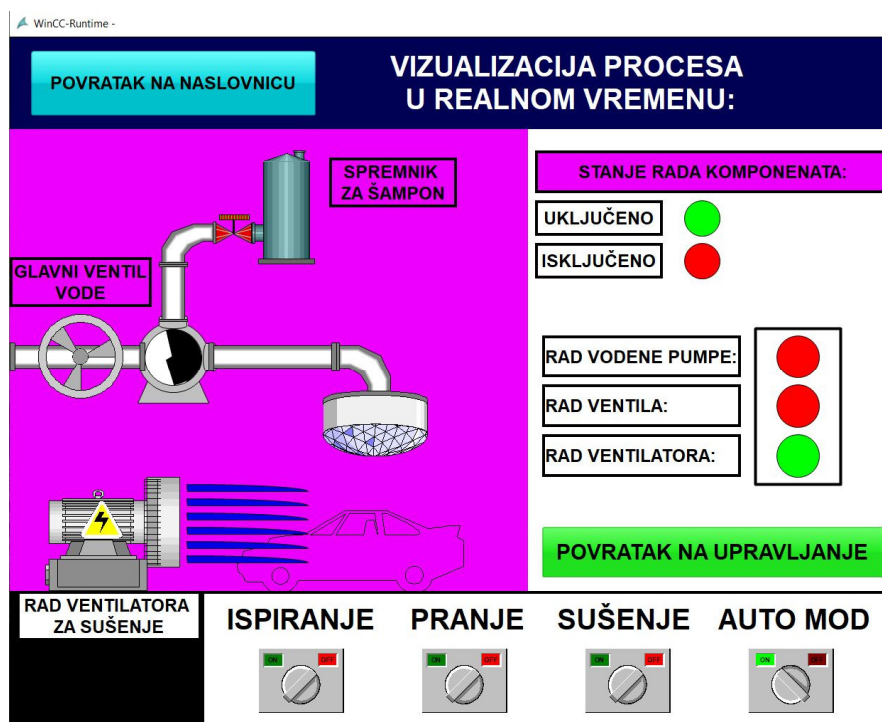 WinCC-Runtime -
POVRATAK NA NASLOVNICU
VIZUALIZACIJA PROCESA
U REALNOM VREMENU:
SPREMNIK
ZA ŠAMPON
GLAVNI VENTIL
VODE
STANJE RADA KOMPONENATA:
UKLJUČENO
ISKLJUČENO
RAD VODENE PUMPE:
RAD VENTILA:
RAD VENTILATORA:
POVRATAK NA UPRAVLJANJE
RAD VENTILATORA
ZA SUŠENJE
ISPIRANJE
PRANJE
SUŠENJE
AUTO MOD
ON OFF
ON OFF
ON OFF
ON OFF